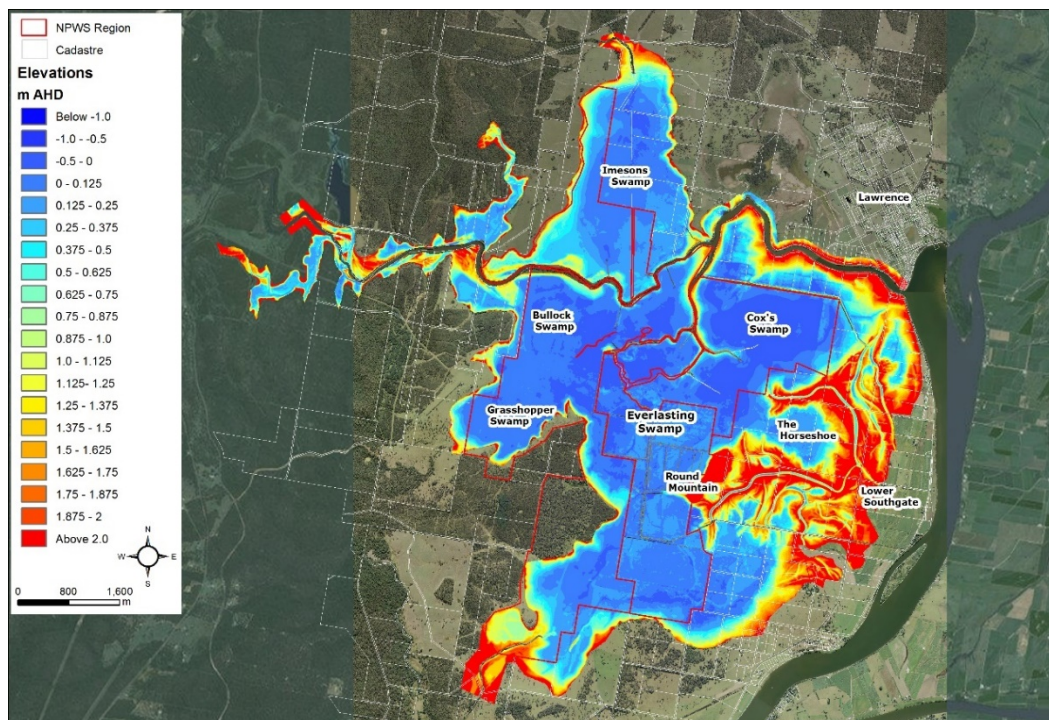 NPWS Region
Cadastre
Elevations
m AHD
Below -1.0
-1.0 - -0.5
-0.5 - 0
0 - 0.125
0.125 - 0.25
0.25 - 0.375
0.375 - 0.5
0.5 - 0.625
0.625 - 0.75
0.75 - 0.875
0.875 - 1.0
1.0 - 1.125
1.125 - 1.25
1.25 - 1.375
1.375 - 1.5
1.5 - 1.625
1.625 - 1.75
1.75 - 1.875
1.875 - 2
Above 2.0
N
W
E
S
0 800 1,600
m
Imesons
Swamp
Lawrence
Bullock
Swamp
Cox's
Swamp
Grasshopper
Swamp
Everlasting
Swamp
The
Horseshoe
Round
Mountain
Lower
Southgate